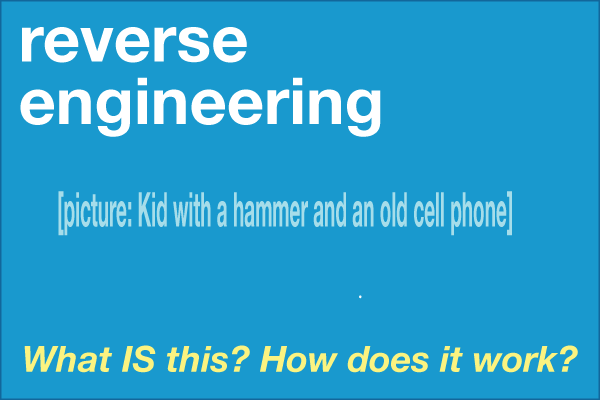 reverse
engineering
[picture: Kid with a hammer and an old cell phone]
.
What IS this? How does it work?